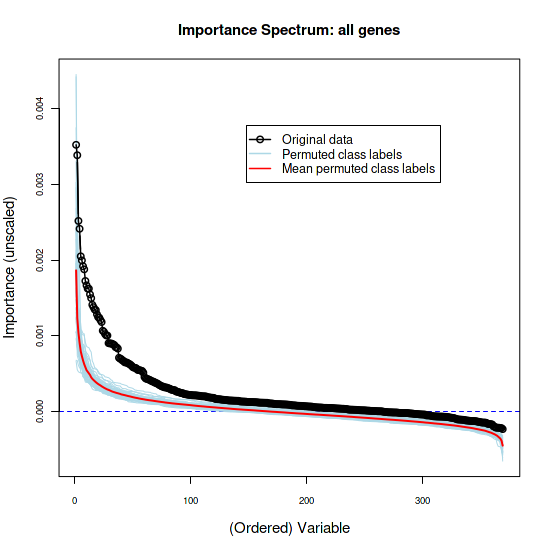 Importance Spectrum: all genes
Importance (unscaled)
0.004
0.003
0.002
0.001
0.000
Original data
Permuted class labels
Mean permuted class labels
0
100
200
300
(Ordered) Variable